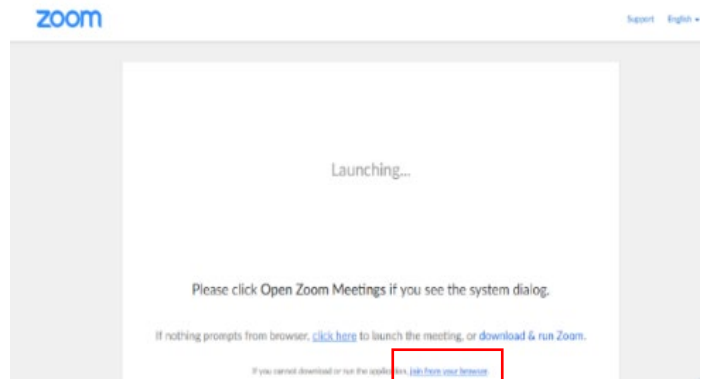 zoom
Support English
Launching...
Please click Open Zoom Meetings if you see the system dialog.
If nothing prompts from browser, click here to launch the meeting, or download & run Zoom.
If you cannot download or run the application, join from your browser.